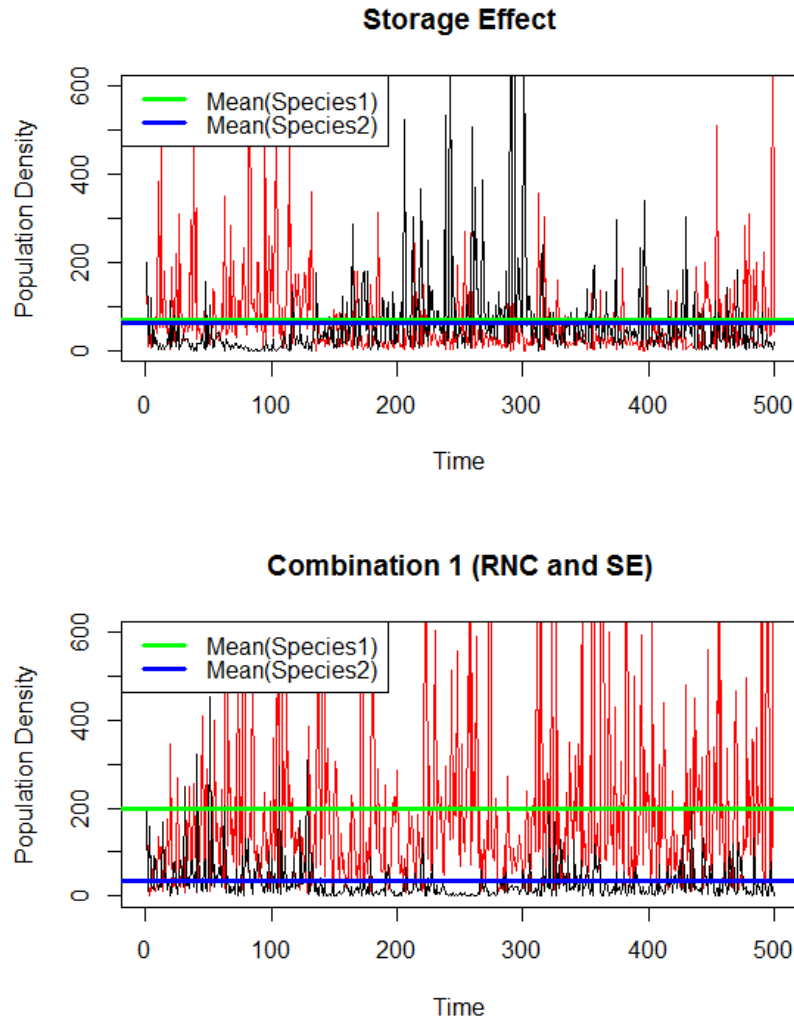 Storage Effect
600
400
200
0
Population Density
Mean(Species1)
Mean(Species2)
0 100 200 300 400 500
Time
Combination 1 (RNC and SE)
600
400
200
0
Population Density
Mean(Species1)
Mean(Species2)
0 100 200 300 400 500
Time